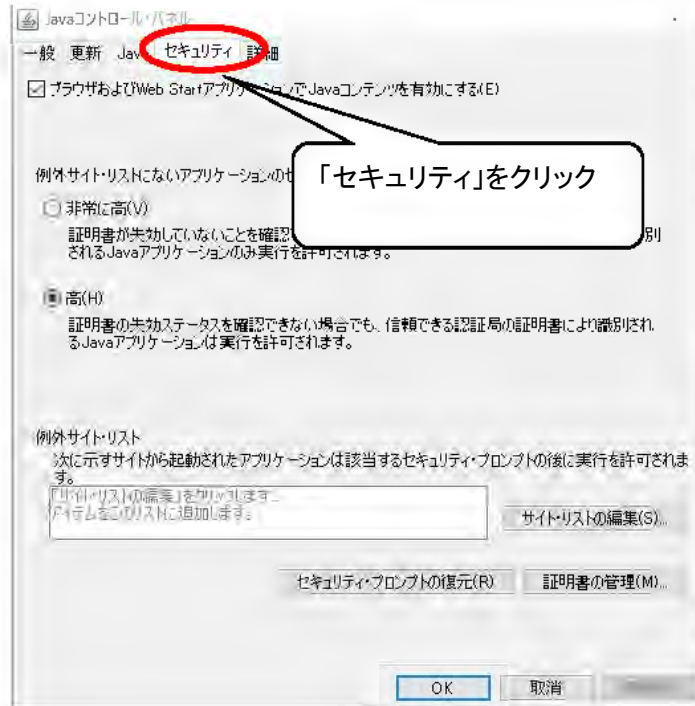 Javaコントロール・パネル
一般 更新 Java セキュリティ 詳細
ブラウザおよびWeb StartアプリケーションでJavaコンテンツを有効にする(E)
「セキュリティ」をクリック
例外サイト・リストにないアプリケーションのセ
非常に高(V)
証明書が失効していないことを確認 別
されるJavaアプリケーションのみ実行を許可されます。
高(H)
証明書の失効ステータスを確認できない場合でも、信頼できる認証局の証明書により識別され
るJavaアプリケーションは実行を許可されます。
例外サイト・リスト
次に示すサイトから起動されたアプリケーションは該当するセキュリティ・プロンプトの後に実行を許可されま
す。
「サイト・リストの編集」をクリックします
アイテムをこのリストに追加します。
サイト・リストの編集(S)...
セキュリティ・プロンプトの復元(R) 証明書の管理(M)...
OK 取消